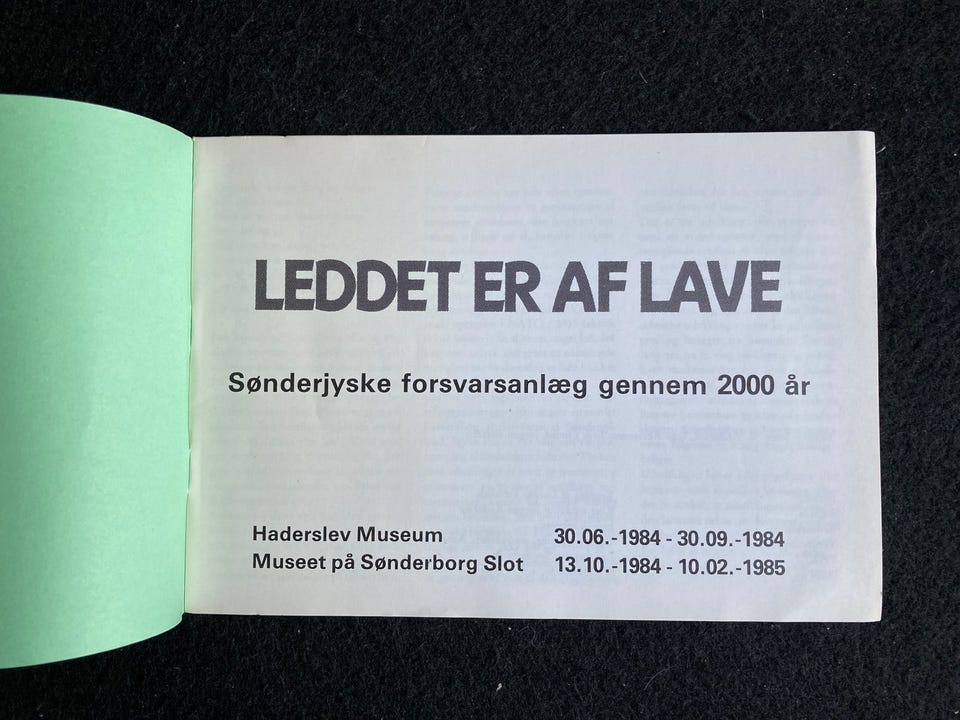 LEDDET ER AF LAVE
Sønderjyske forsvarsanlæg gennem 2000 år
Haderslev Museum 30.06.-1984 - 30.09.-1984
Museet på Sønderborg Slot 13.10.-1984 - 10.02.-1985